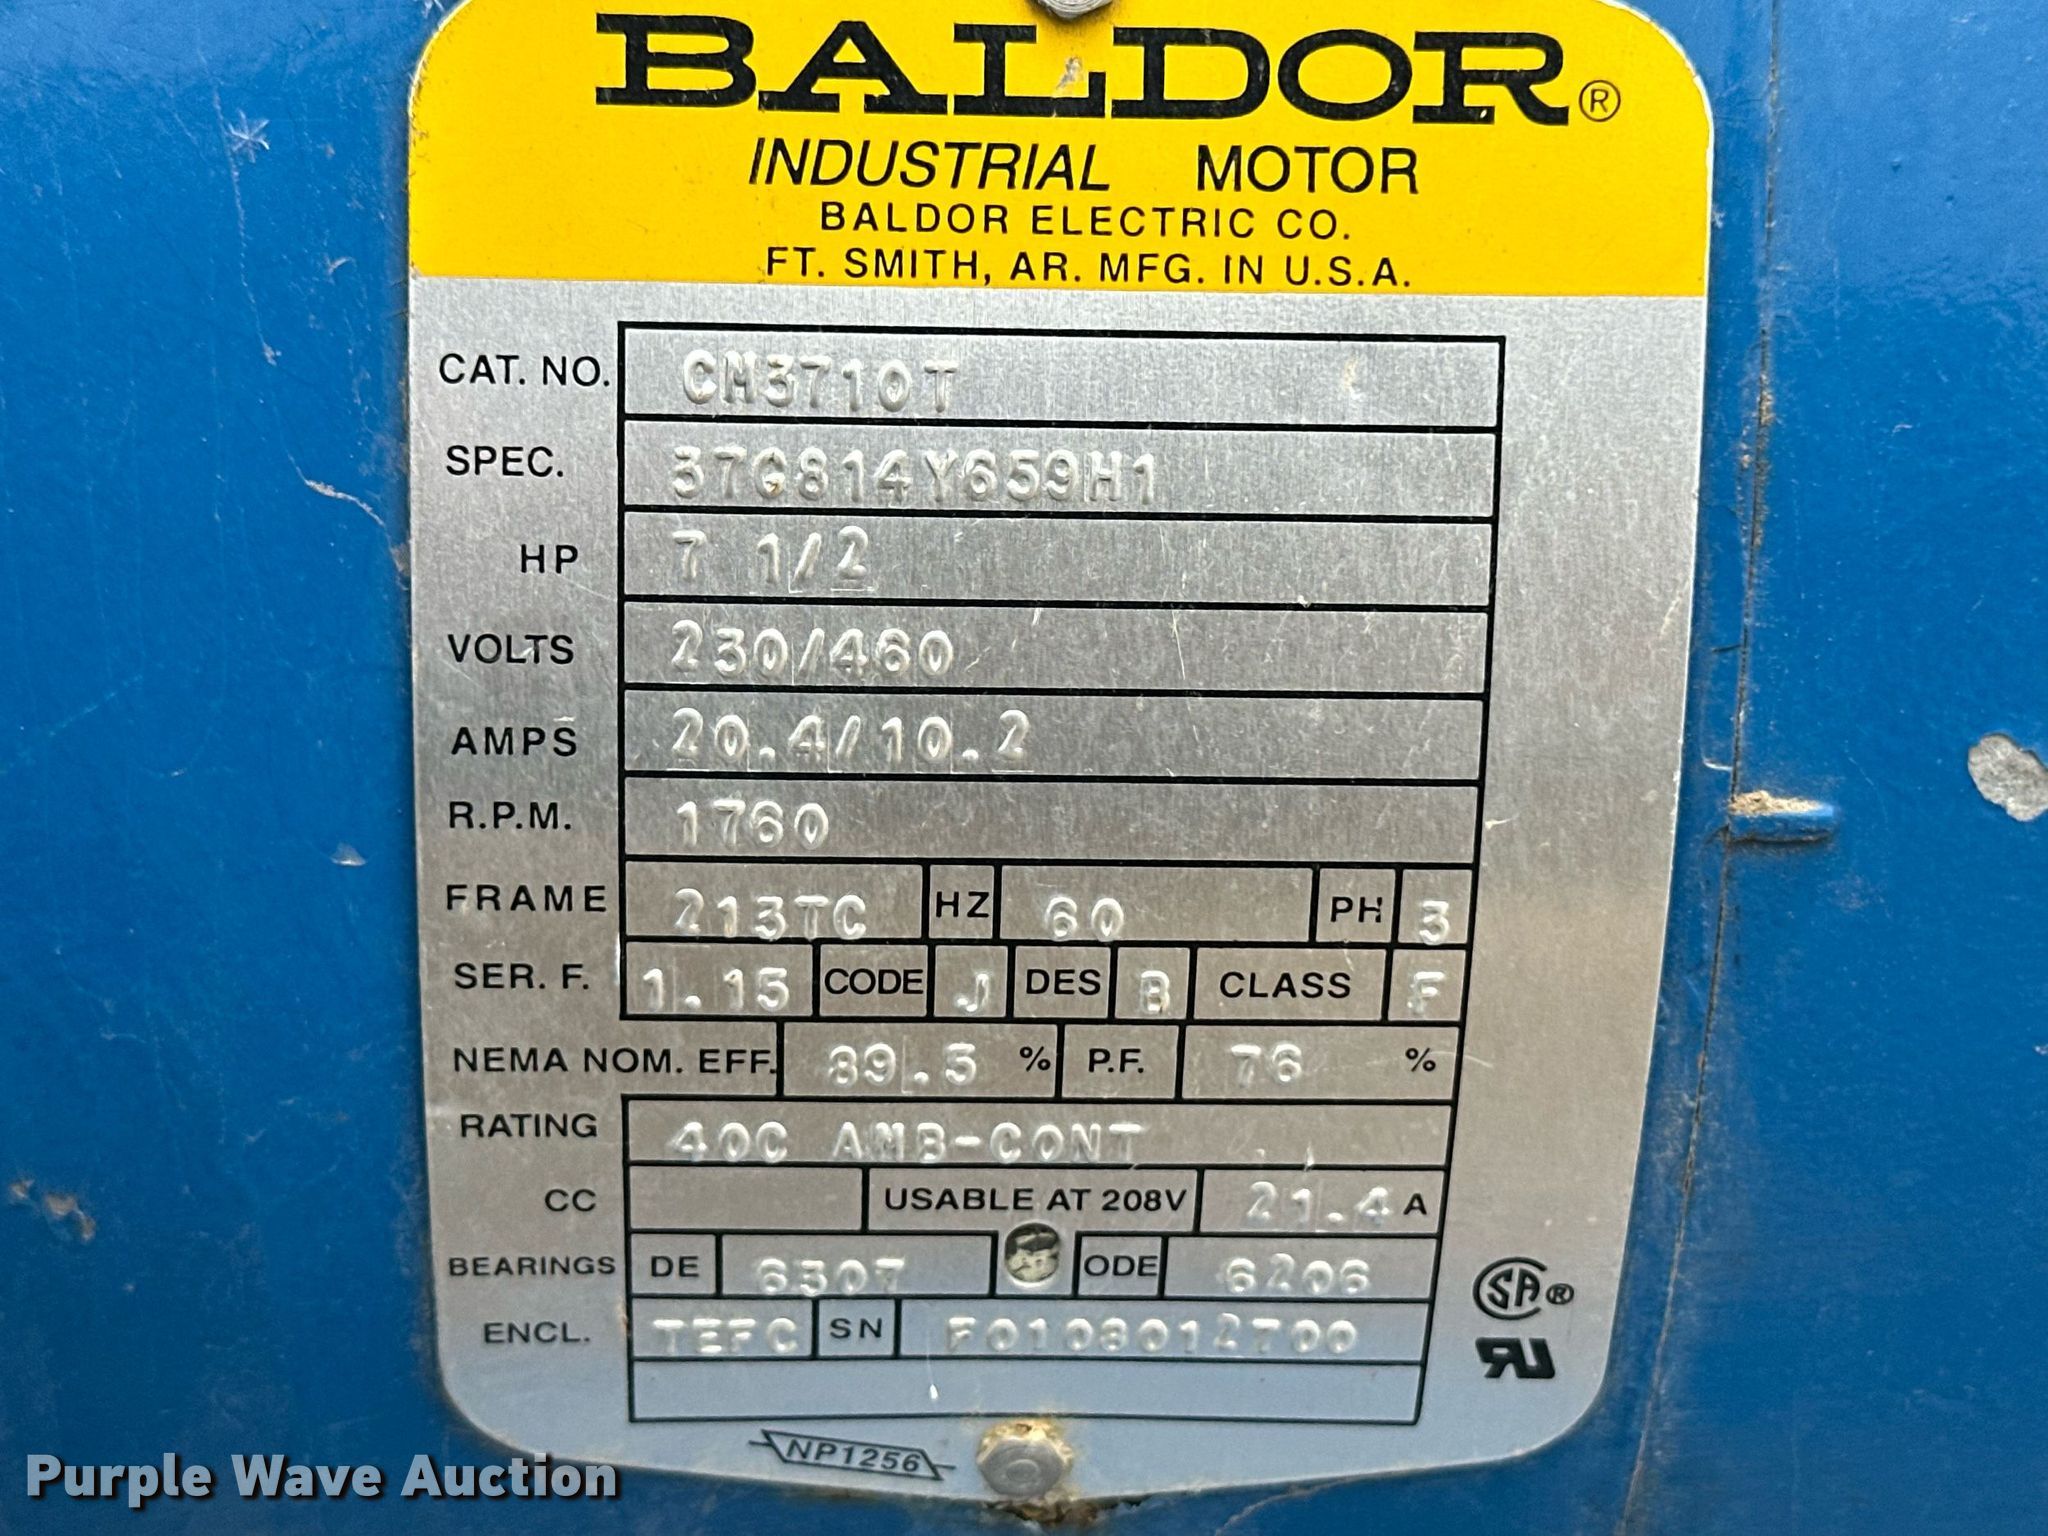 BALDOR®
INDUSTRIAL MOTOR
BALDOR ELECTRIC CO.
FT. SMITH, AR. MFG. IN U.S.A.
CAT. NO. CM3710T
SPEC. 37G814Y659H1
HP 7 1/2
VOLTS 230/460
AMPS 20.4/10.2
R.P.M. 1760
FRAME 213TC HZ 60 PH 3
SER. F. 1.15 CODE J DES B CLASS F
NEMA NOM. EFF. 89.5 % P.F. 76 %
RATING 40C AMB-CONT
CC USABLE AT 208V 21.4 A
BEARINGS DE 6307 ODE 6206
ENCL. TEFC SN F0108012700
SA ®
UR
NP1256
Purple Wave Auction